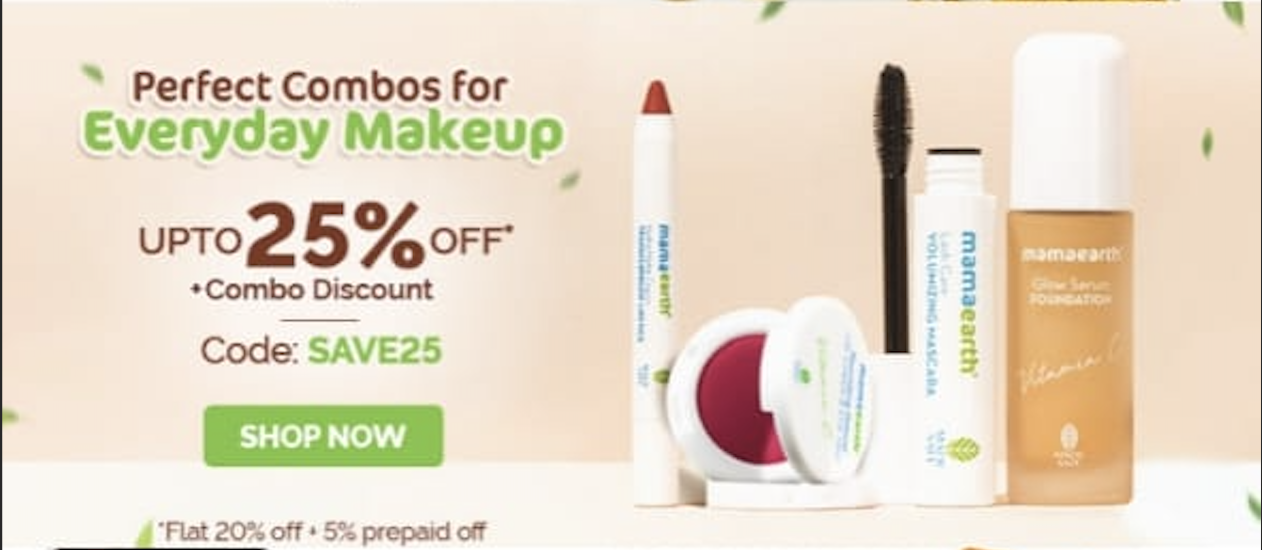 Perfect Combos for
Everyday Makeup
UPTO 25% OFF*
+Combo Discount
Code: SAVE25
SHOP NOW
*Flat 20% off + 5% prepaid off
mamaearth
mamaearth
Lash Care
VOLUMIZING MASCARA
mamaearth
Glow Serum
FOUNDATION
Vitamin C